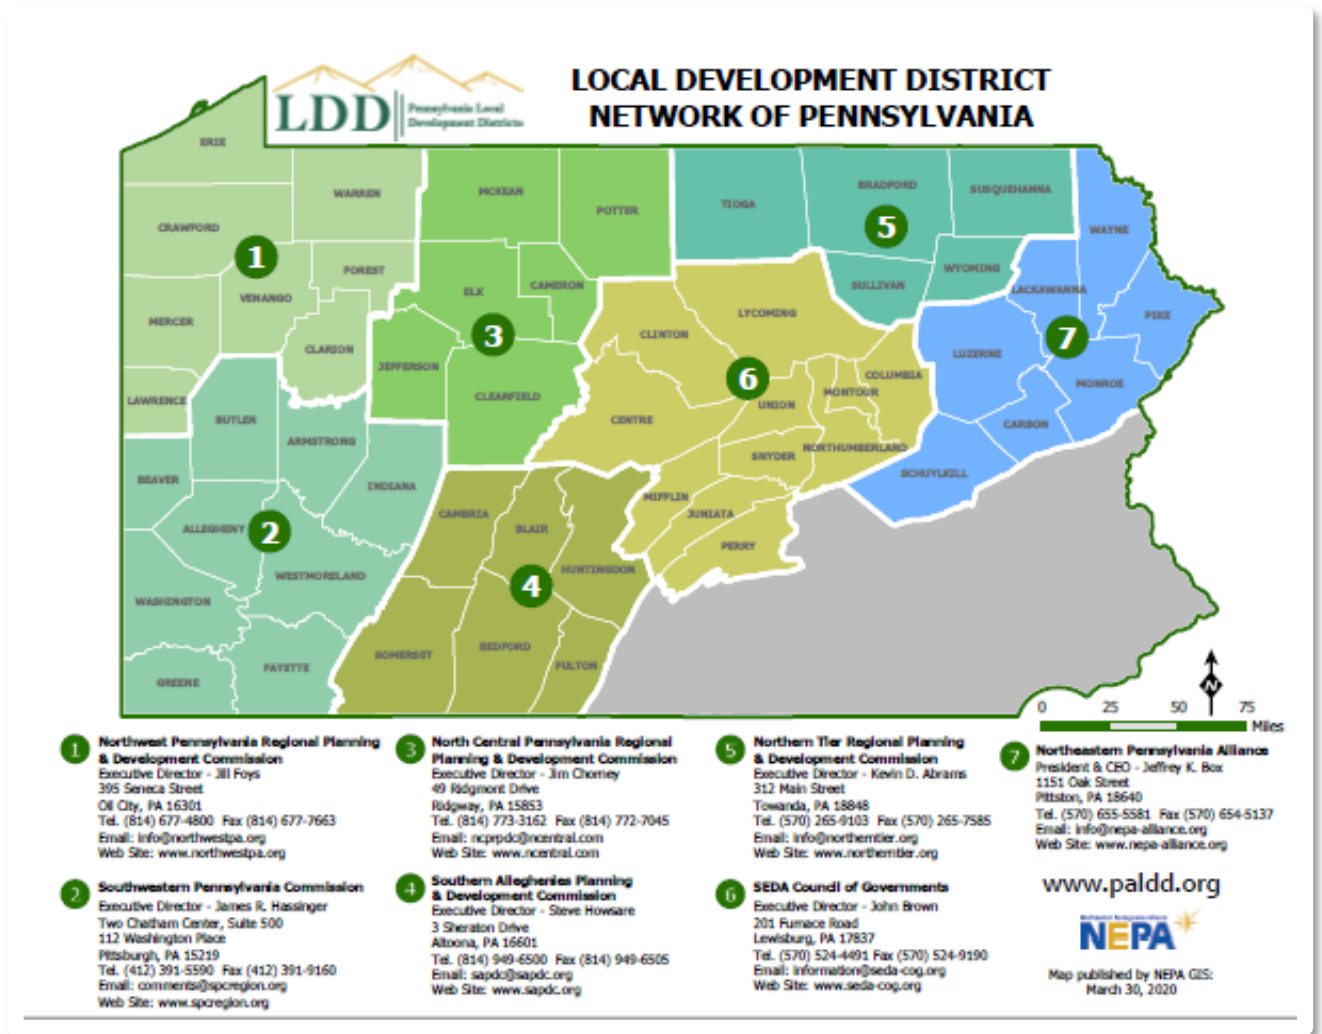 LOCAL DEVELOPMENT DISTRICT
NETWORK OF PENNSYLVANIA
LDD
Pennsylvania Local
Development Districts
ERIE
WARREN
CRAWFORD
1
FOREST
VENANGO
MERCER
CLARION
LAWRENCE
MCKEAN
POTTER
ELK
CAMERON
3
JEFFERSON
CLEARFIELD
TIOGA
BRADFORD
SUSQUEHANNA
5
WYOMING
SULLIVAN
WAYNE
LACKAWANNA
PIKE
7
LUZERNE
MONROE
CARBON
SCHUYLKILL
LYCOMING
CLINTON
6
COLUMBIA
MONTOUR
UNION
CENTRE
SNYDER
NORTHUMBERLAND
MIFFLIN
JUNIATA
PERRY
BUTLER
ARMSTRONG
BEAVER
INDIANA
ALLEGHENY
2
WESTMORELAND
WASHINGTON
FAYETTE
GREENE
CAMBRIA
BLAIR
HUNTINGDON
4
BEDFORD
SOMERSET
FULTON
N
0 25 50 75
Miles
1 Northwest Pennsylvania Regional Planning
& Development Commission
Executive Director - Jill Foys
395 Seneca Street
Oil City, PA 16301
Tel. (814) 677-4800 Fax (814) 677-7663
Email: info@northwestpa.org
Web Site: www.northwestpa.org
2 Southwestern Pennsylvania Commission
Executive Director - James R. Hassinger
Two Chatham Center, Suite 500
112 Washington Place
Pittsburgh, PA 15219
Tel. (412) 391-5590 Fax (412) 391-9160
Email: comments@spcregion.org
Web Site: www.spcregion.org
3 North Central Pennsylvania Regional
Planning & Development Commission
Executive Director - Jim Chorney
49 Ridgmont Drive
Ridgway, PA 15853
Tel. (814) 773-3162 Fax (814) 772-7045
Email: ncprpdc@ncentral.com
Web Site: www.ncentral.com
4 Southern Alleghenies Planning
& Development Commission
Executive Director - Steve Howsare
3 Sheraton Drive
Altoona, PA 16601
Tel. (814) 949-6500 Fax (814) 949-6505
Email: sapdc@sapdc.org
Web Site: www.sapdc.org
5 Northern Tier Regional Planning
& Development Commission
Executive Director - Kevin D. Abrams
312 Main Street
Towanda, PA 18848
Tel. (570) 265-9103 Fax (570) 265-7585
Email: info@northerntier.org
Web Site: www.northerntier.org
6 SEDA Council of Governments
Executive Director - John Brown
201 Furnace Road
Lewisburg, PA 17837
Tel. (570) 524-4491 Fax (570) 524-9190
Email: information@seda-cog.org
Web Site: www.seda-cog.org
7 Northeastern Pennsylvania Alliance
President & CEO - Jeffrey K. Box
1151 Oak Street
Pittston, PA 18640
Tel. (570) 655-5581 Fax (570) 654-5137
Email: info@nepa-alliance.org
Web Site: www.nepa-alliance.org
www.paldd.org
NEPA
Map published by NEPA GIS:
March 30, 2020